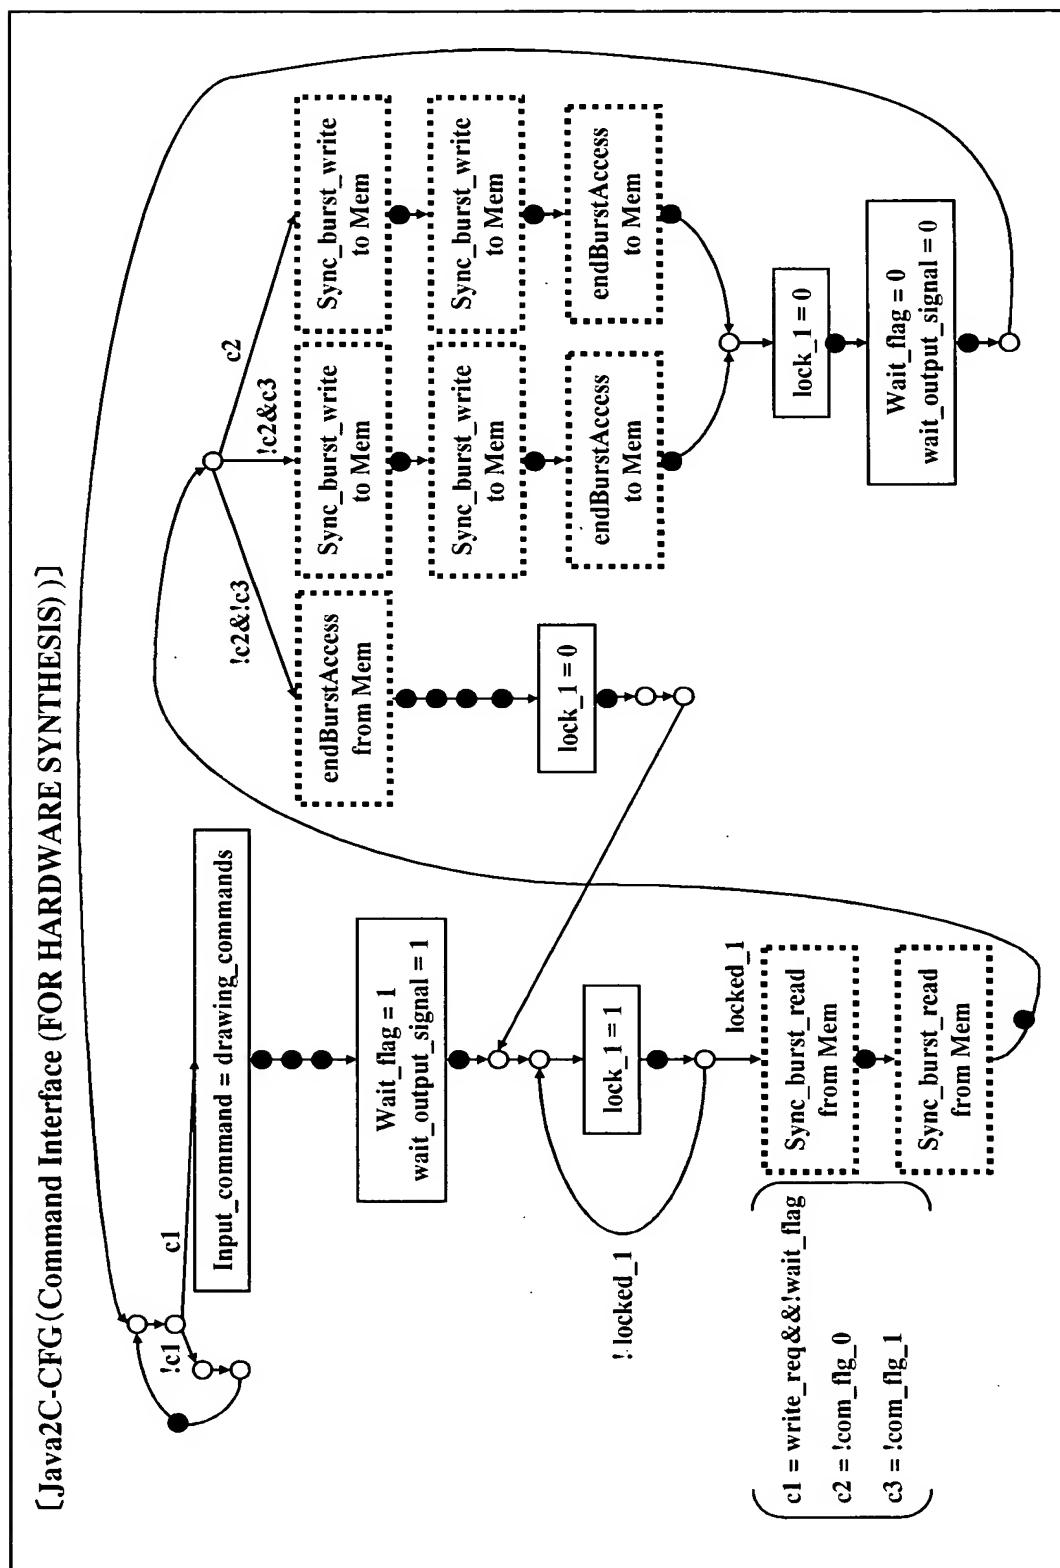 [Java2C-CFG(Command Interface (FOR HARDWARE SYNTHESIS) )]
!c1
c1
Input_command = drawing_commands
Wait_flag = 1
wait_output_signal = 1
lock_1 = 1
! locked_1
locked_1
Sync_burst_read
from Mem
Sync_burst_read
from Mem
c1 = write_req&&!wait_flag
c2 = !com_flg_0
c3 = !com_flg_1
!c2&!c3
!c2&c3
c2
endBurstAccess
from Mem
lock_1 = 0
Sync_burst_write
to Mem
Sync_burst_write
to Mem
endBurstAccess
to Mem
Sync_burst_write
to Mem
Sync_burst_write
to Mem
endBurstAccess
to Mem
lock_1 = 0
Wait_flag = 0
wait_output_signal = 0